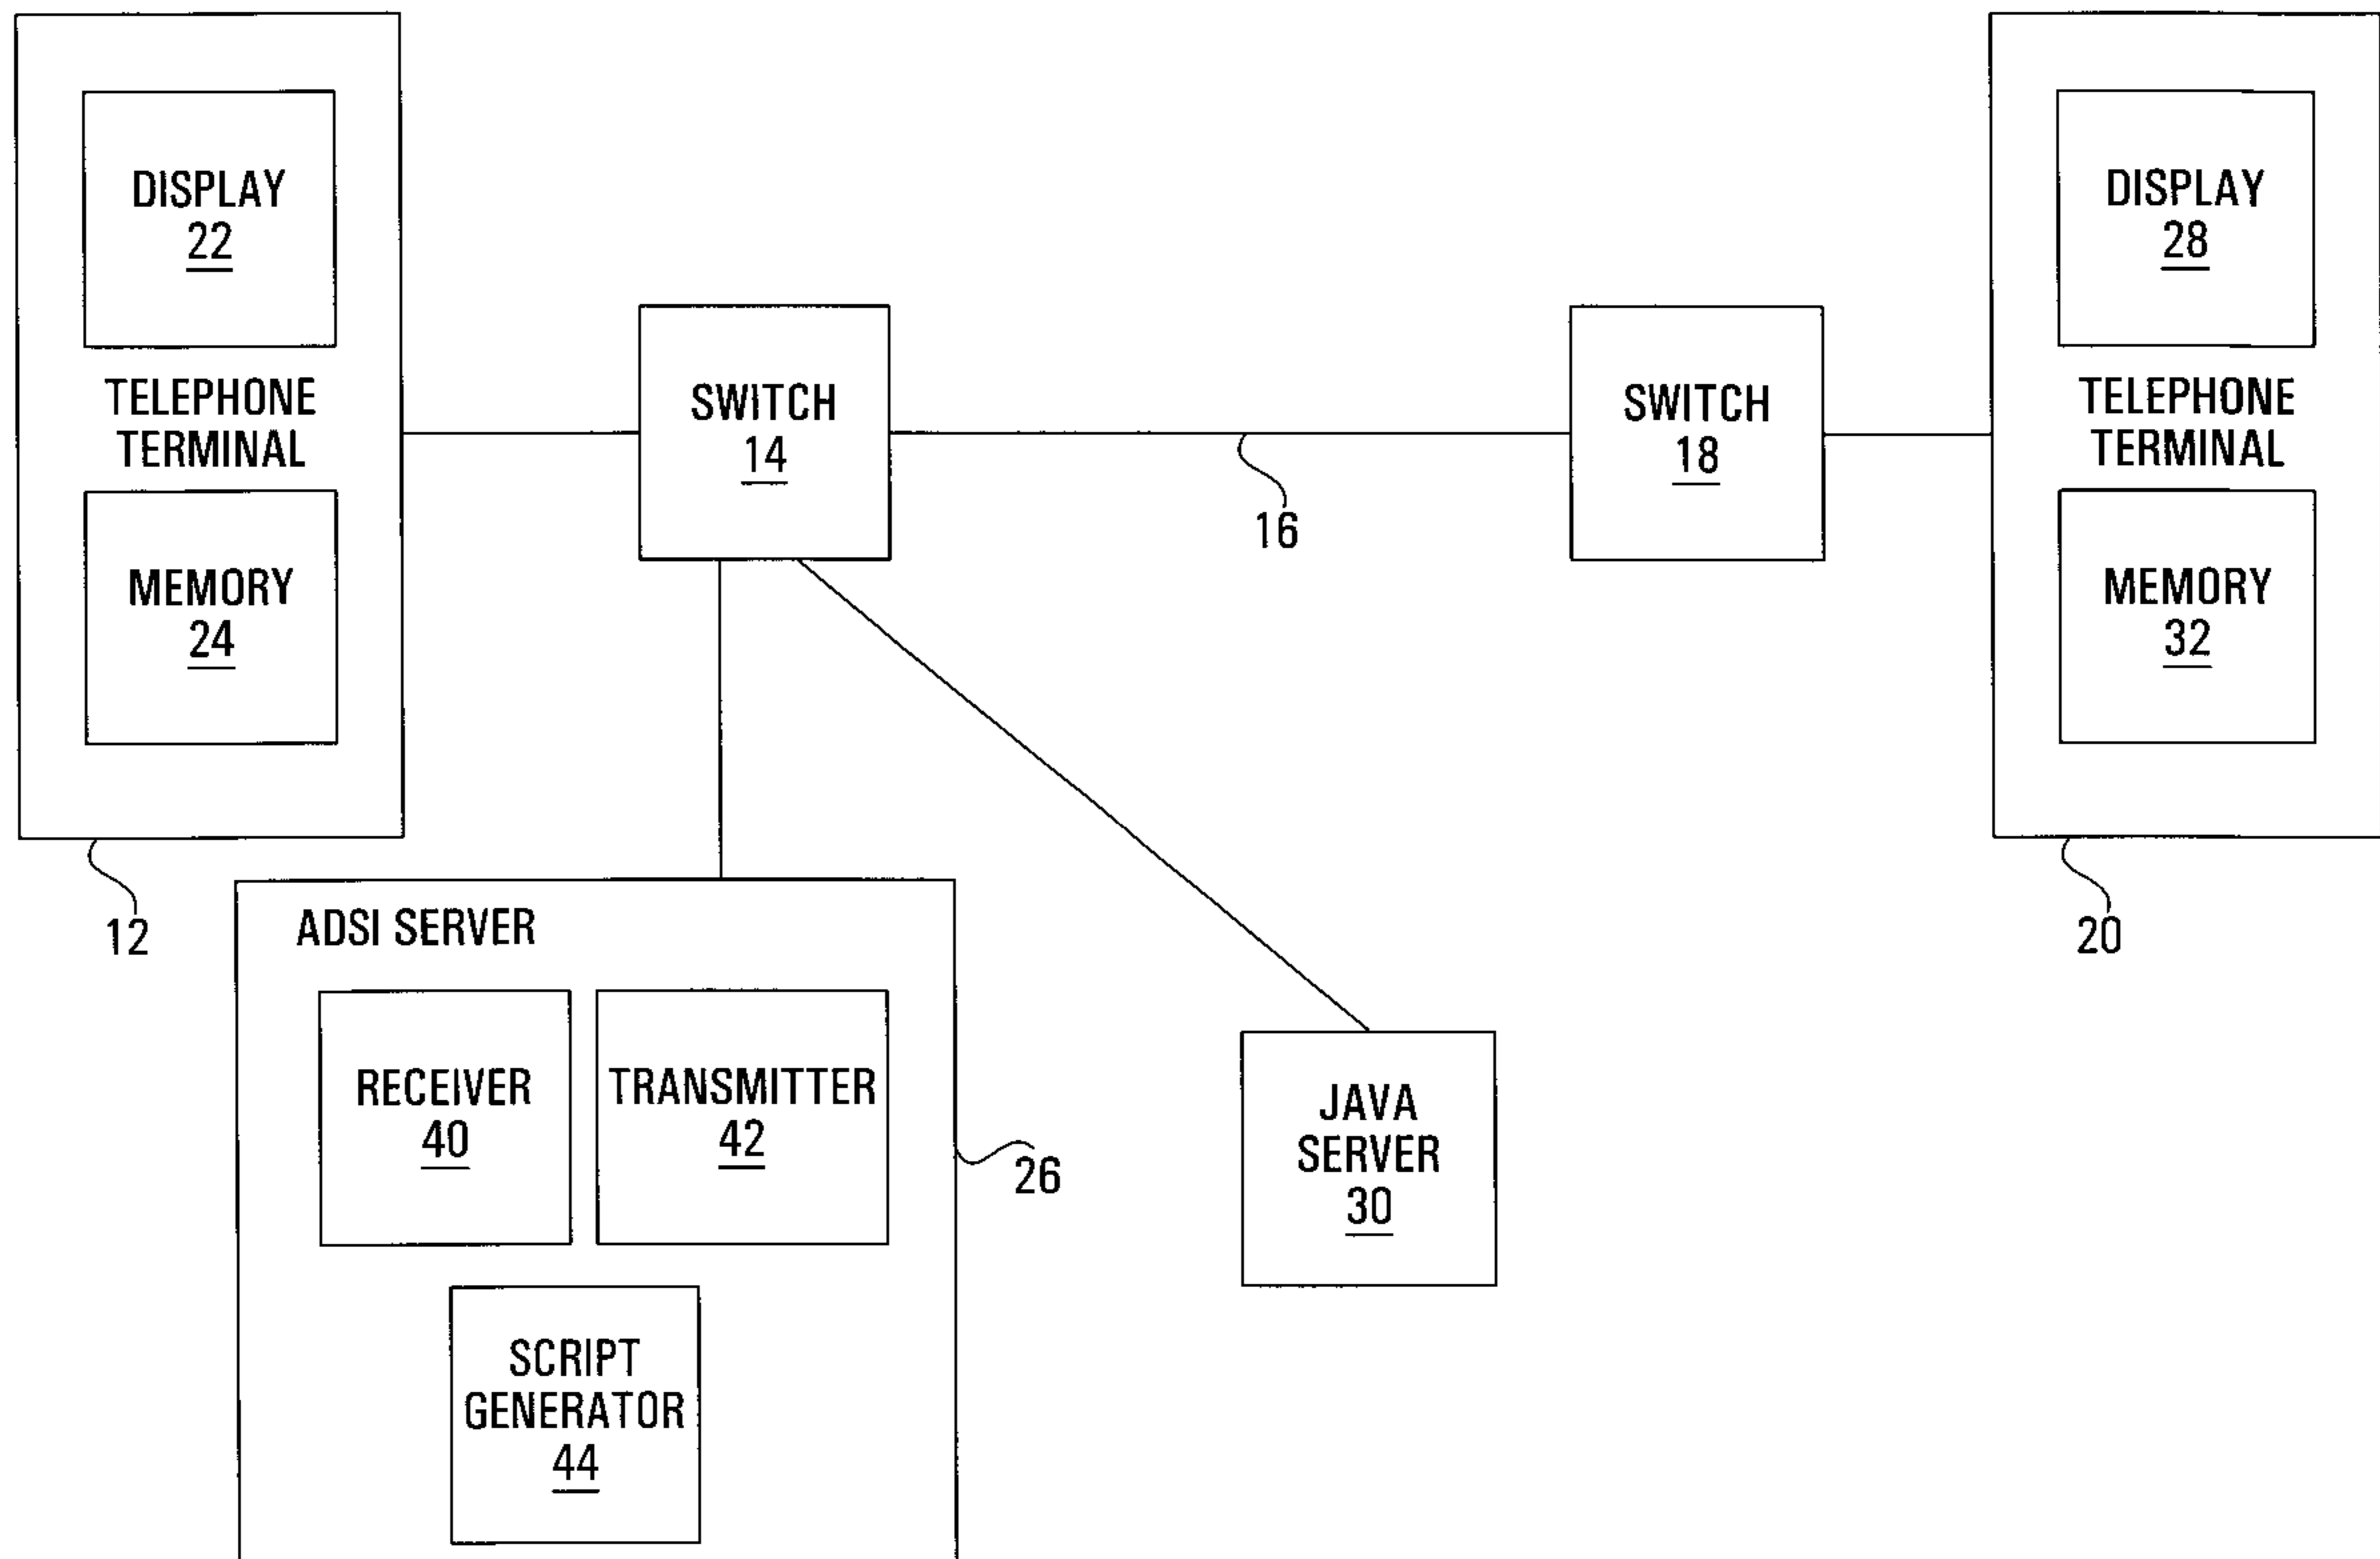 DISPLAY
22
TELEPHONE
TERMINAL
MEMORY
24
12
SWITCH
14
16
SWITCH
18
DISPLAY
28
TELEPHONE
TERMINAL
MEMORY
32
20
ADSI SERVER
RECEIVER
40
TRANSMITTER
42
26
SCRIPT
GENERATOR
44
JAVA
SERVER
30